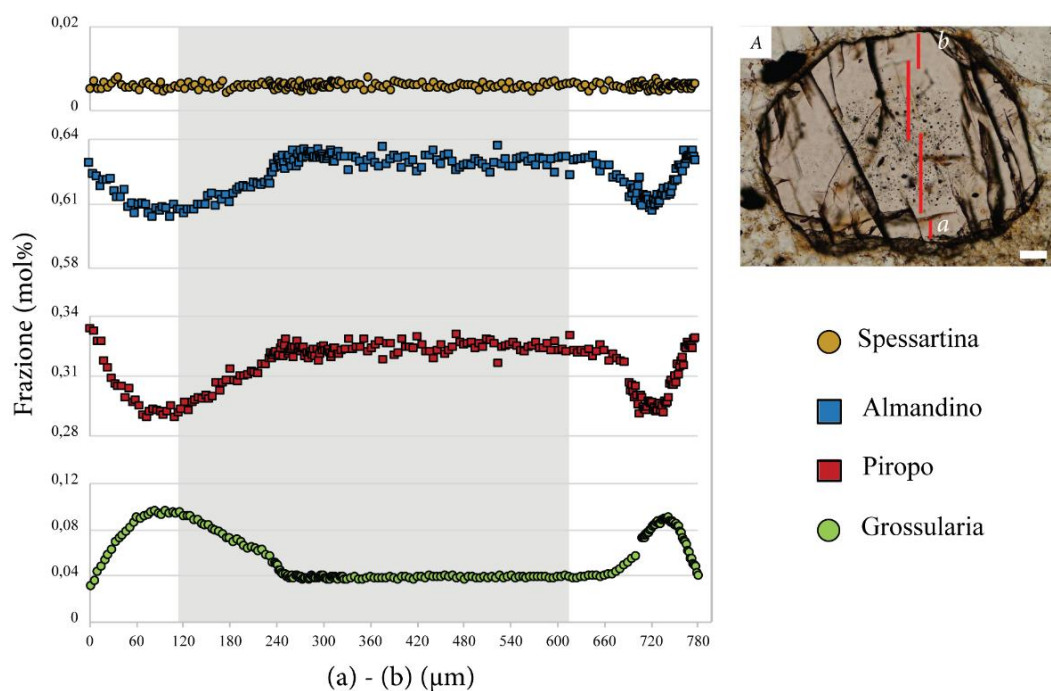 0,02
0
0,64
0,61
0,58
0,34
0,31
0,28
0,12
0,08
0,04
0
Frazione (mol%)
0 60 120 180 240 300 360 420 480 540 600 660 720 780
(a) - (b) (µm)
A
b
a
Spessartina
Almandino
Piropo
Grossularia